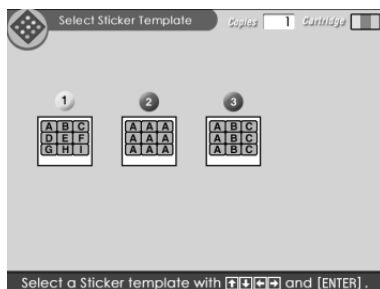 Select Sticker Template Copies 1 Cartridge
1 2 3
A B C A A A A B C
D E F A A A A B C
G H I A A A A B C
Select a Sticker template with ↑↓←→ and [ENTER].